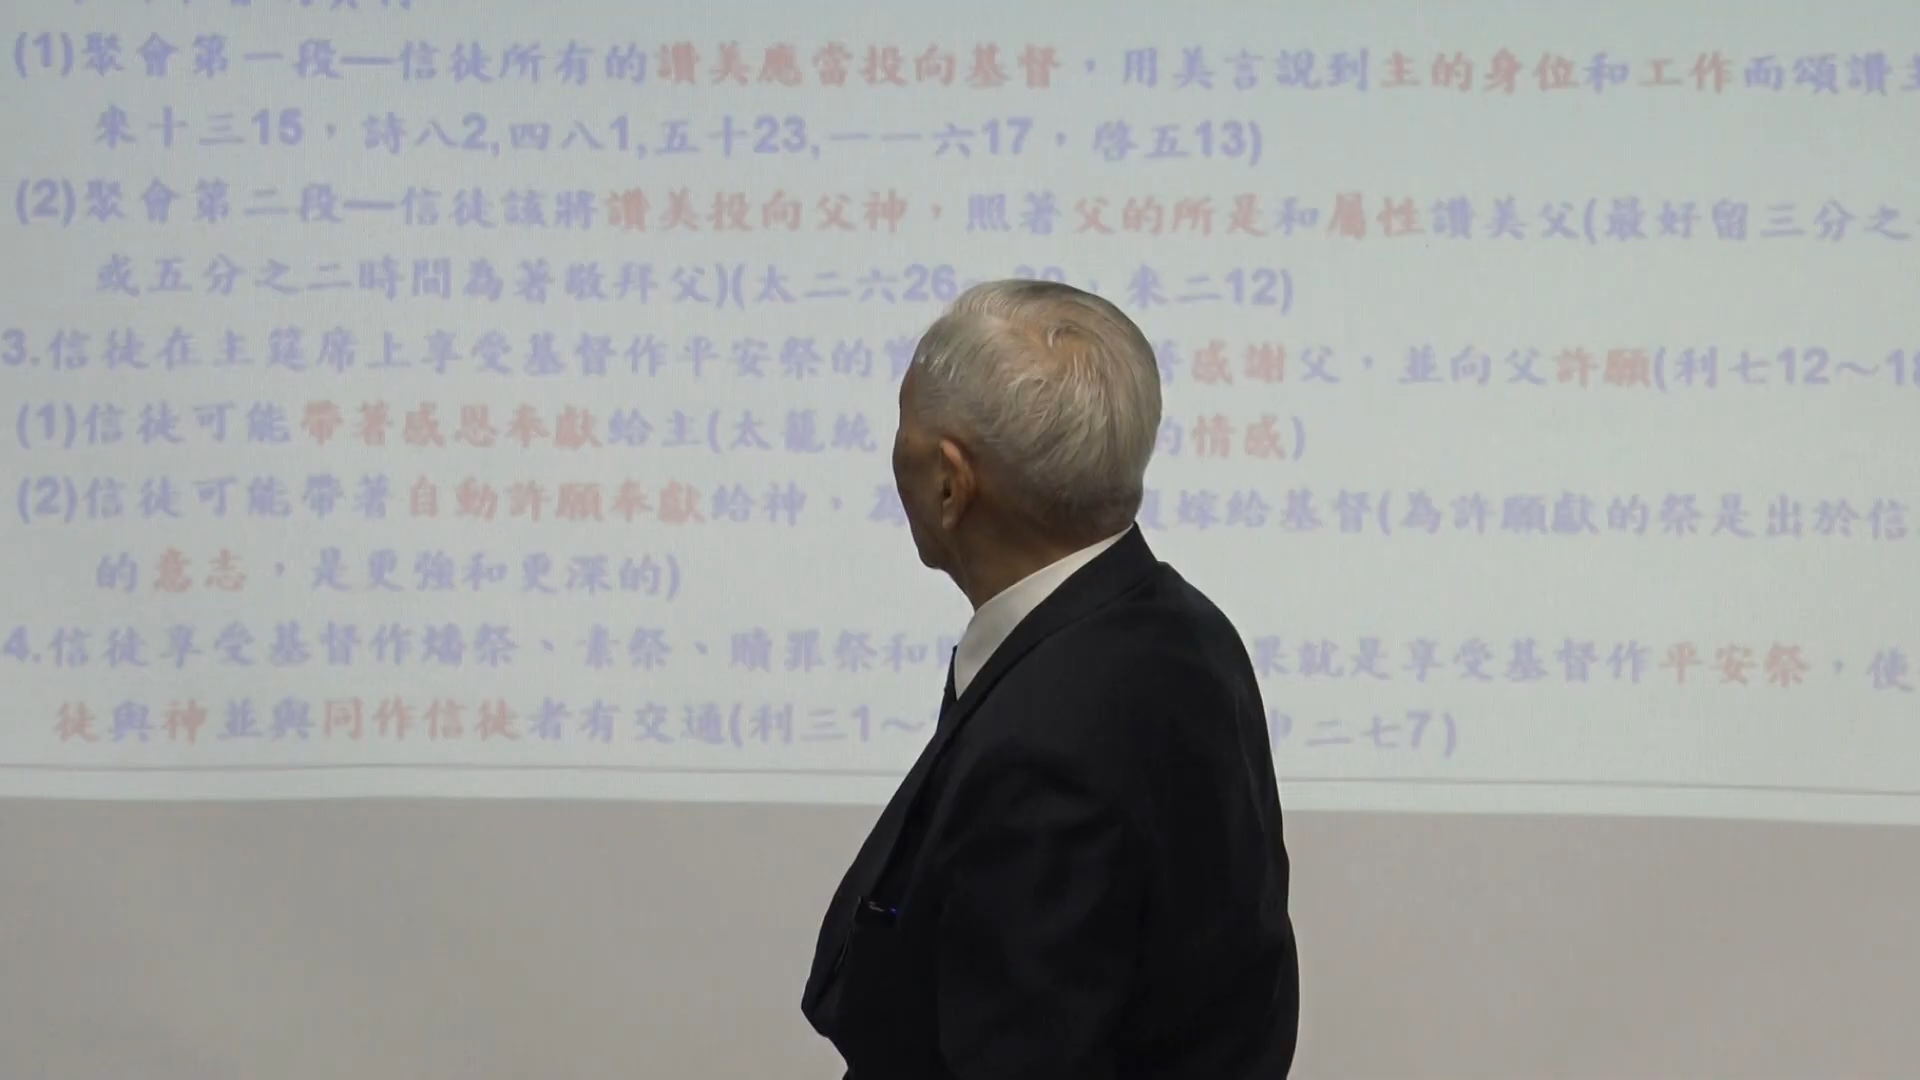 (1)聚會第一段—信徒所有的讚美應當投向基督，用美言說到主的身位和工作而頌讚
來十三15，詩八2,四八1,五十23,一一六17，啓五13)
(2)聚會第二段—信徒該將讚美投向父神，照著父的所是和屬性讚美父(最好留三分之
或五分之二時間為著敬拜父)(太二六26 30，來二12)
3.信徒在主筵席上享受基督作平安祭的 感謝父，並向父許願(利七12～18
(1)信徒可能帶著感恩奉獻給主(太籠統 的情感)
(2)信徒可能帶著自動許願奉獻給神，為 嫁給基督(為許願獻的祭是出於信
的意志，是更強和更深的)
4.信徒享受基督作燔祭、素祭、贖罪祭和 果就是享受基督作平安祭，使
徒與神並與同作信徒者有交通(利三1～ 申二七7)